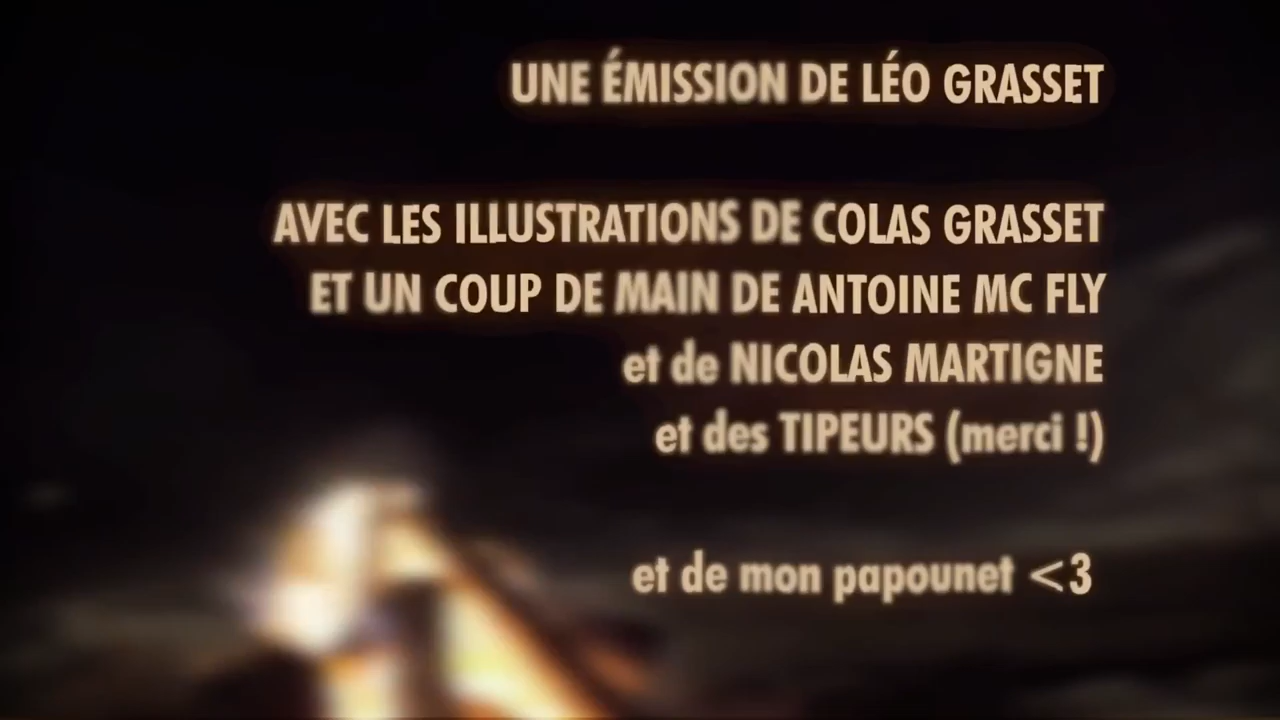 UNE ÉMISSION DE LÉO GRASSET
AVEC LES ILLUSTRATIONS DE COLAS GRASSET
ET UN COUP DE MAIN DE ANTOINE MC FLY
et de NICOLAS MARTIGNE
et des TIPEURS (merci !)
et de mon papounet <3